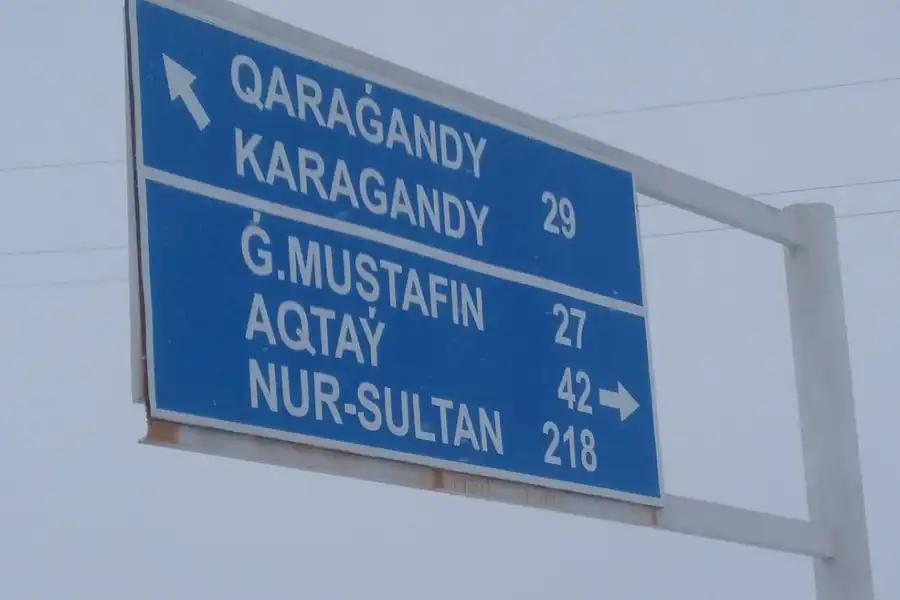 QARAǴANDY
KARAGANDY 29
Ǵ.MUSTAFIN 27
AQTAÝ 42
NUR-SULTAN 218